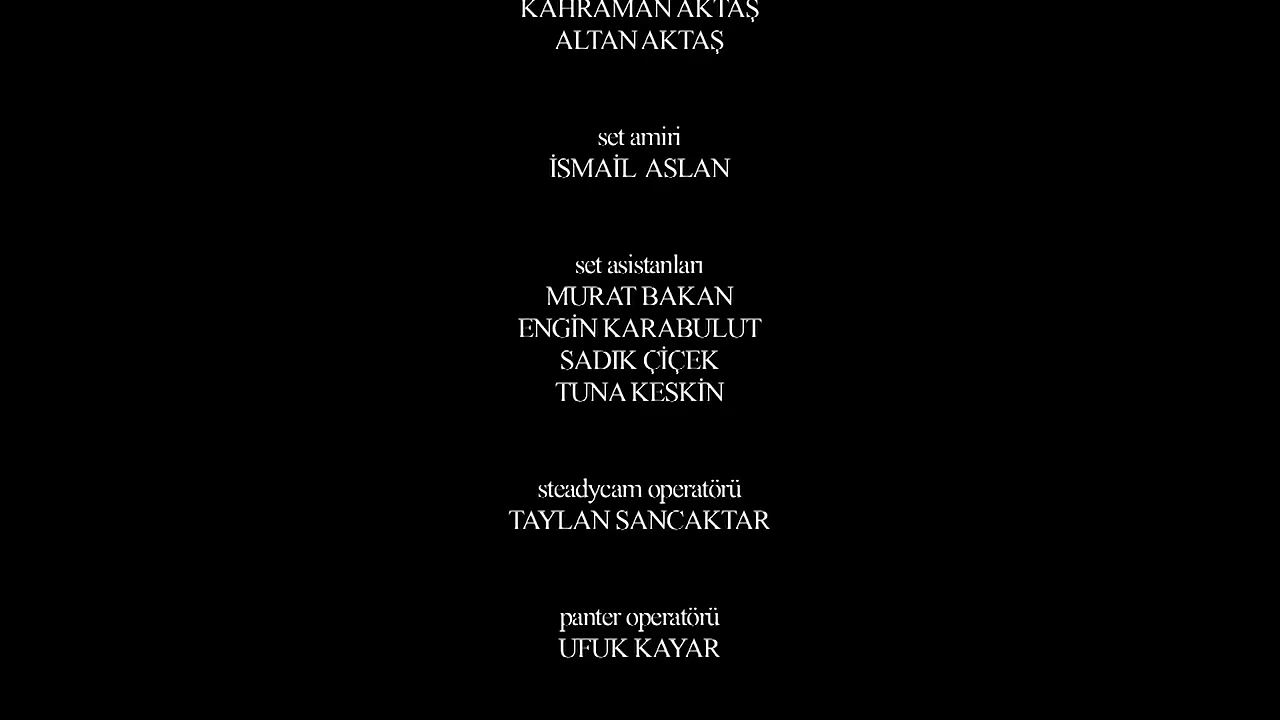 KAHRAMAN AKTAŞ
ALTAN AKTAŞ
set amiri
İSMAİL ASLAN
set asistanları
MURAT BAKAN
ENGİN KARABULUT
SADIK ÇİÇEK
TUNA KESKİN
steadycam operatörü
TAYLAN SANCAKTAR
panter operatörü
UFUK KAYAR